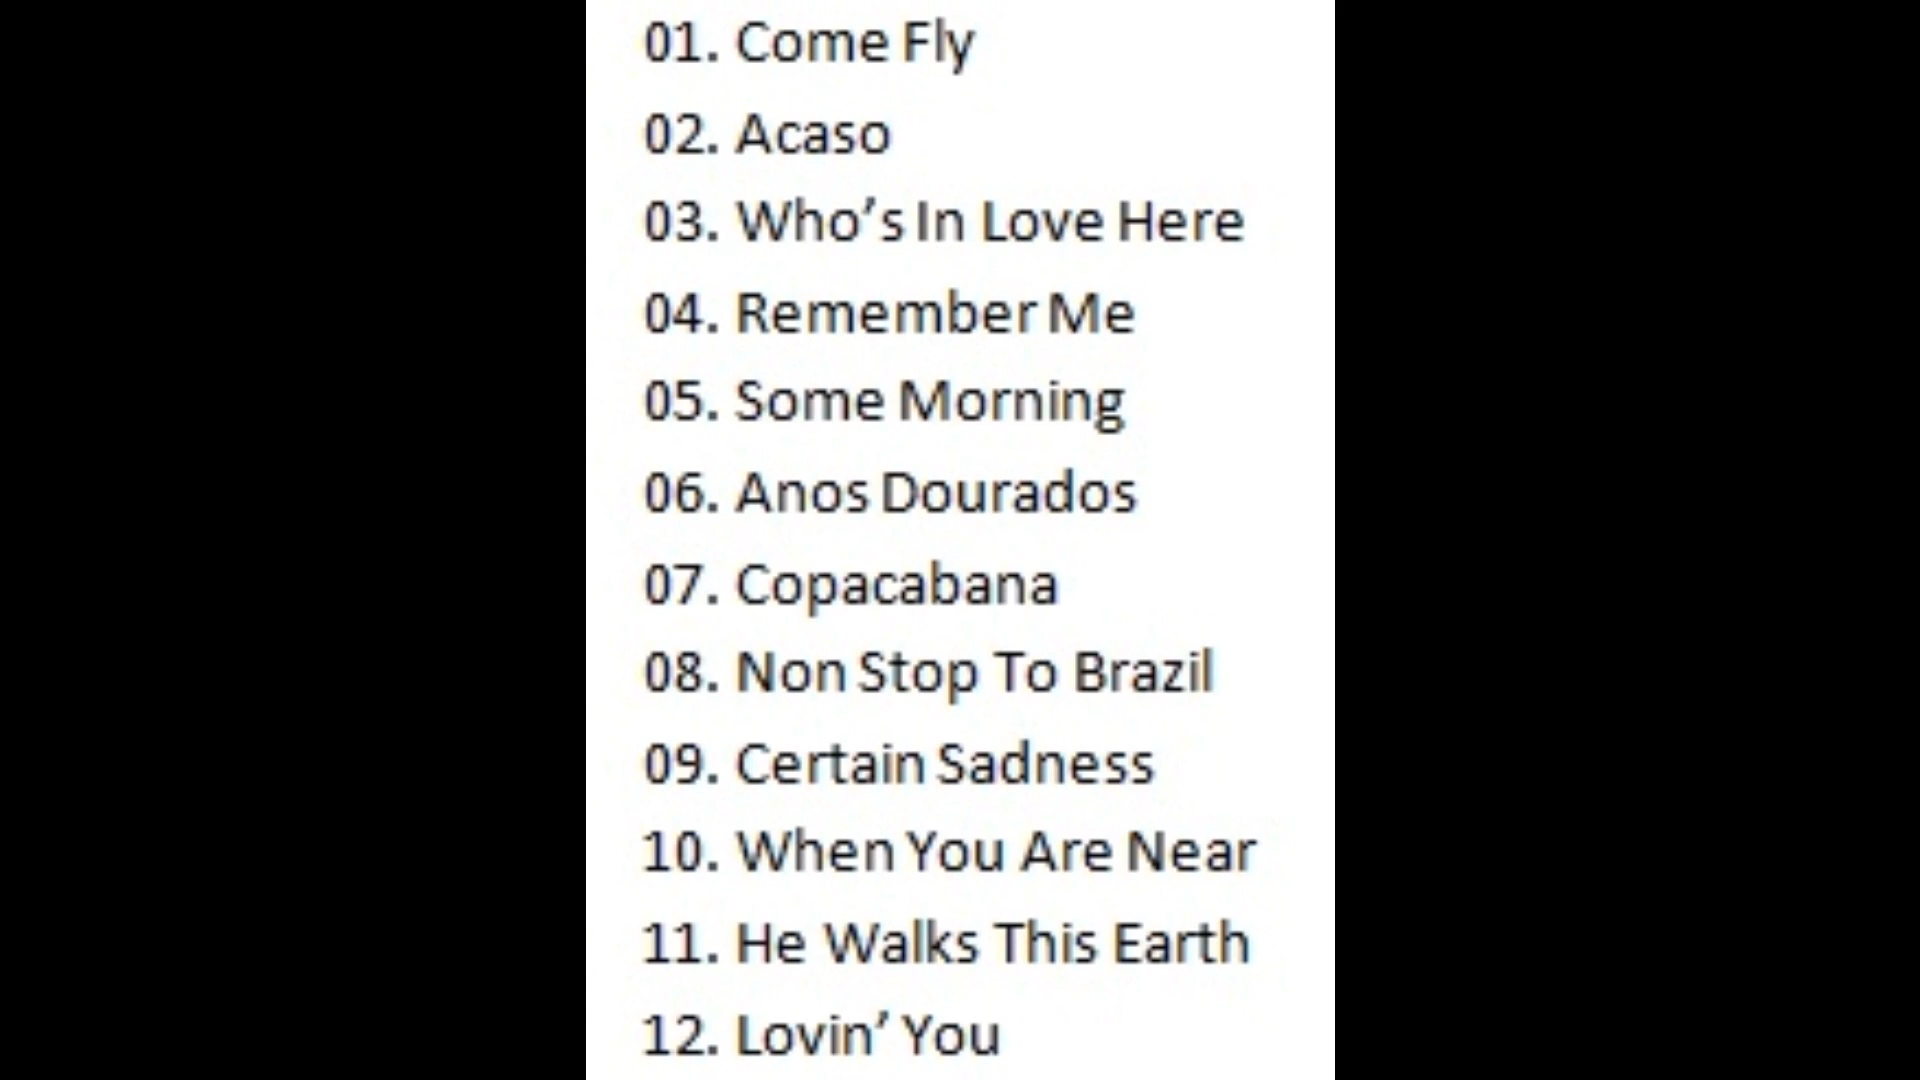 01. Come Fly
02. Acaso
03. Who’s In Love Here
04. Remember Me
05. Some Morning
06. Anos Dourados
07. Copacabana
08. Non Stop To Brazil
09. Certain Sadness
10. When You Are Near
11. He Walks This Earth
12. Lovin’ You